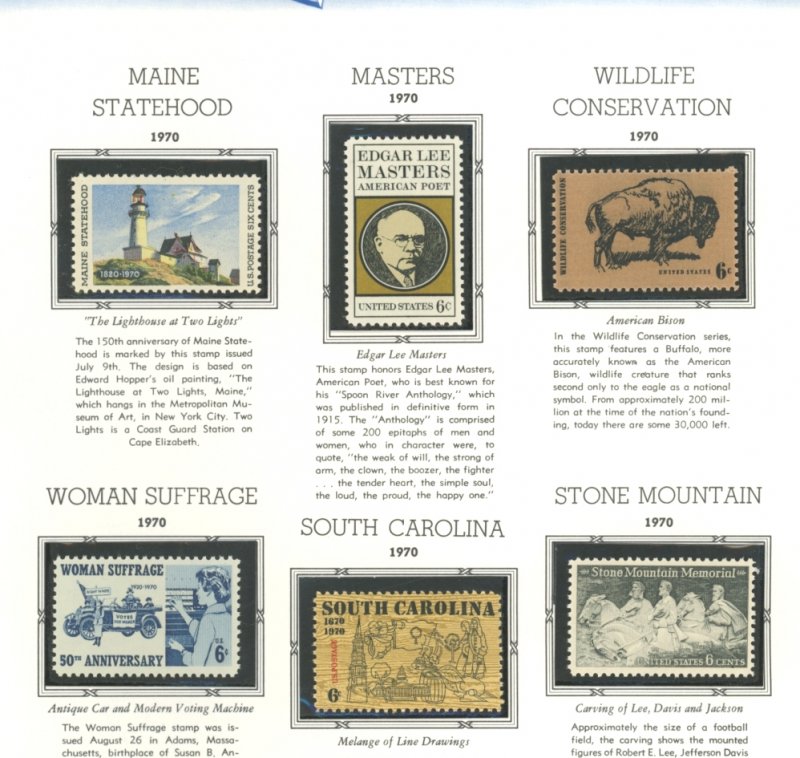 MAINE
STATEHOOD
1970
MAINE STATEHOOD
U.S. POSTAGE SIX CENTS
1820-1970
"The Lighthouse at Two Lights"
The 150th anniversary of Maine State-
hood is marked by this stamp issued
July 9th. The design is based on
Edward Hopper's oil painting, "The
Lighthouse at Two Lights, Maine,"
which hangs in the Metropolitan Mu-
seum of Art, in New York City. Two
Lights is a Coast Guard Station on
Cape Elizabeth.
MASTERS
1970
EDGAR LEE
MASTERS
AMERICAN POET
UNITED STATES 6c
Edgar Lee Masters
This stamp honors Edgar Lee Masters,
American Poet, who is best known for
his "Spoon River Anthology," which
was published in definitive form in
1915. The "Anthology" is comprised
of some 200 epitaphs of men and
women, who in character were, to
quote, "the weak of will, the strong of
arm, the clown, the boozer, the fighter
. . . the tender heart, the simple soul,
the loud, the proud, the happy one."
WILDLIFE
CONSERVATION
1970
WILDLIFE CONSERVATION
UNITED STATES 6c
American Bison
In the Wildlife Conservation series,
this stamp features a Buffalo, more
accurately known as the American
Bison, wildlife creature that ranks
second only to the eagle as a national
symbol. From approximately 200 mil-
lion at the time of the nation's found-
ing, today there are some 30,000 left.
WOMAN SUFFRAGE
1970
WOMAN SUFFRAGE
1920-1970
VOTES
FOR WOMEN
U.S.
6c
50TH ANNIVERSARY
Antique Car and Modern Voting Machine
The Woman Suffrage stamp was is-
sued August 26 in Adams, Massa-
chusetts, birthplace of Susan B. An-
SOUTH CAROLINA
1970
SOUTH CAROLINA
1670
1970
US POSTAGE
6c
Melange of Line Drawings
STONE MOUNTAIN
1970
Stone Mountain Memorial
UNITED STATES 6 CENTS
Carving of Lee, Davis and Jackson
Approximately the size of a football
field, the carving shows the mounted
figures of Robert E. Lee, Jefferson Davis